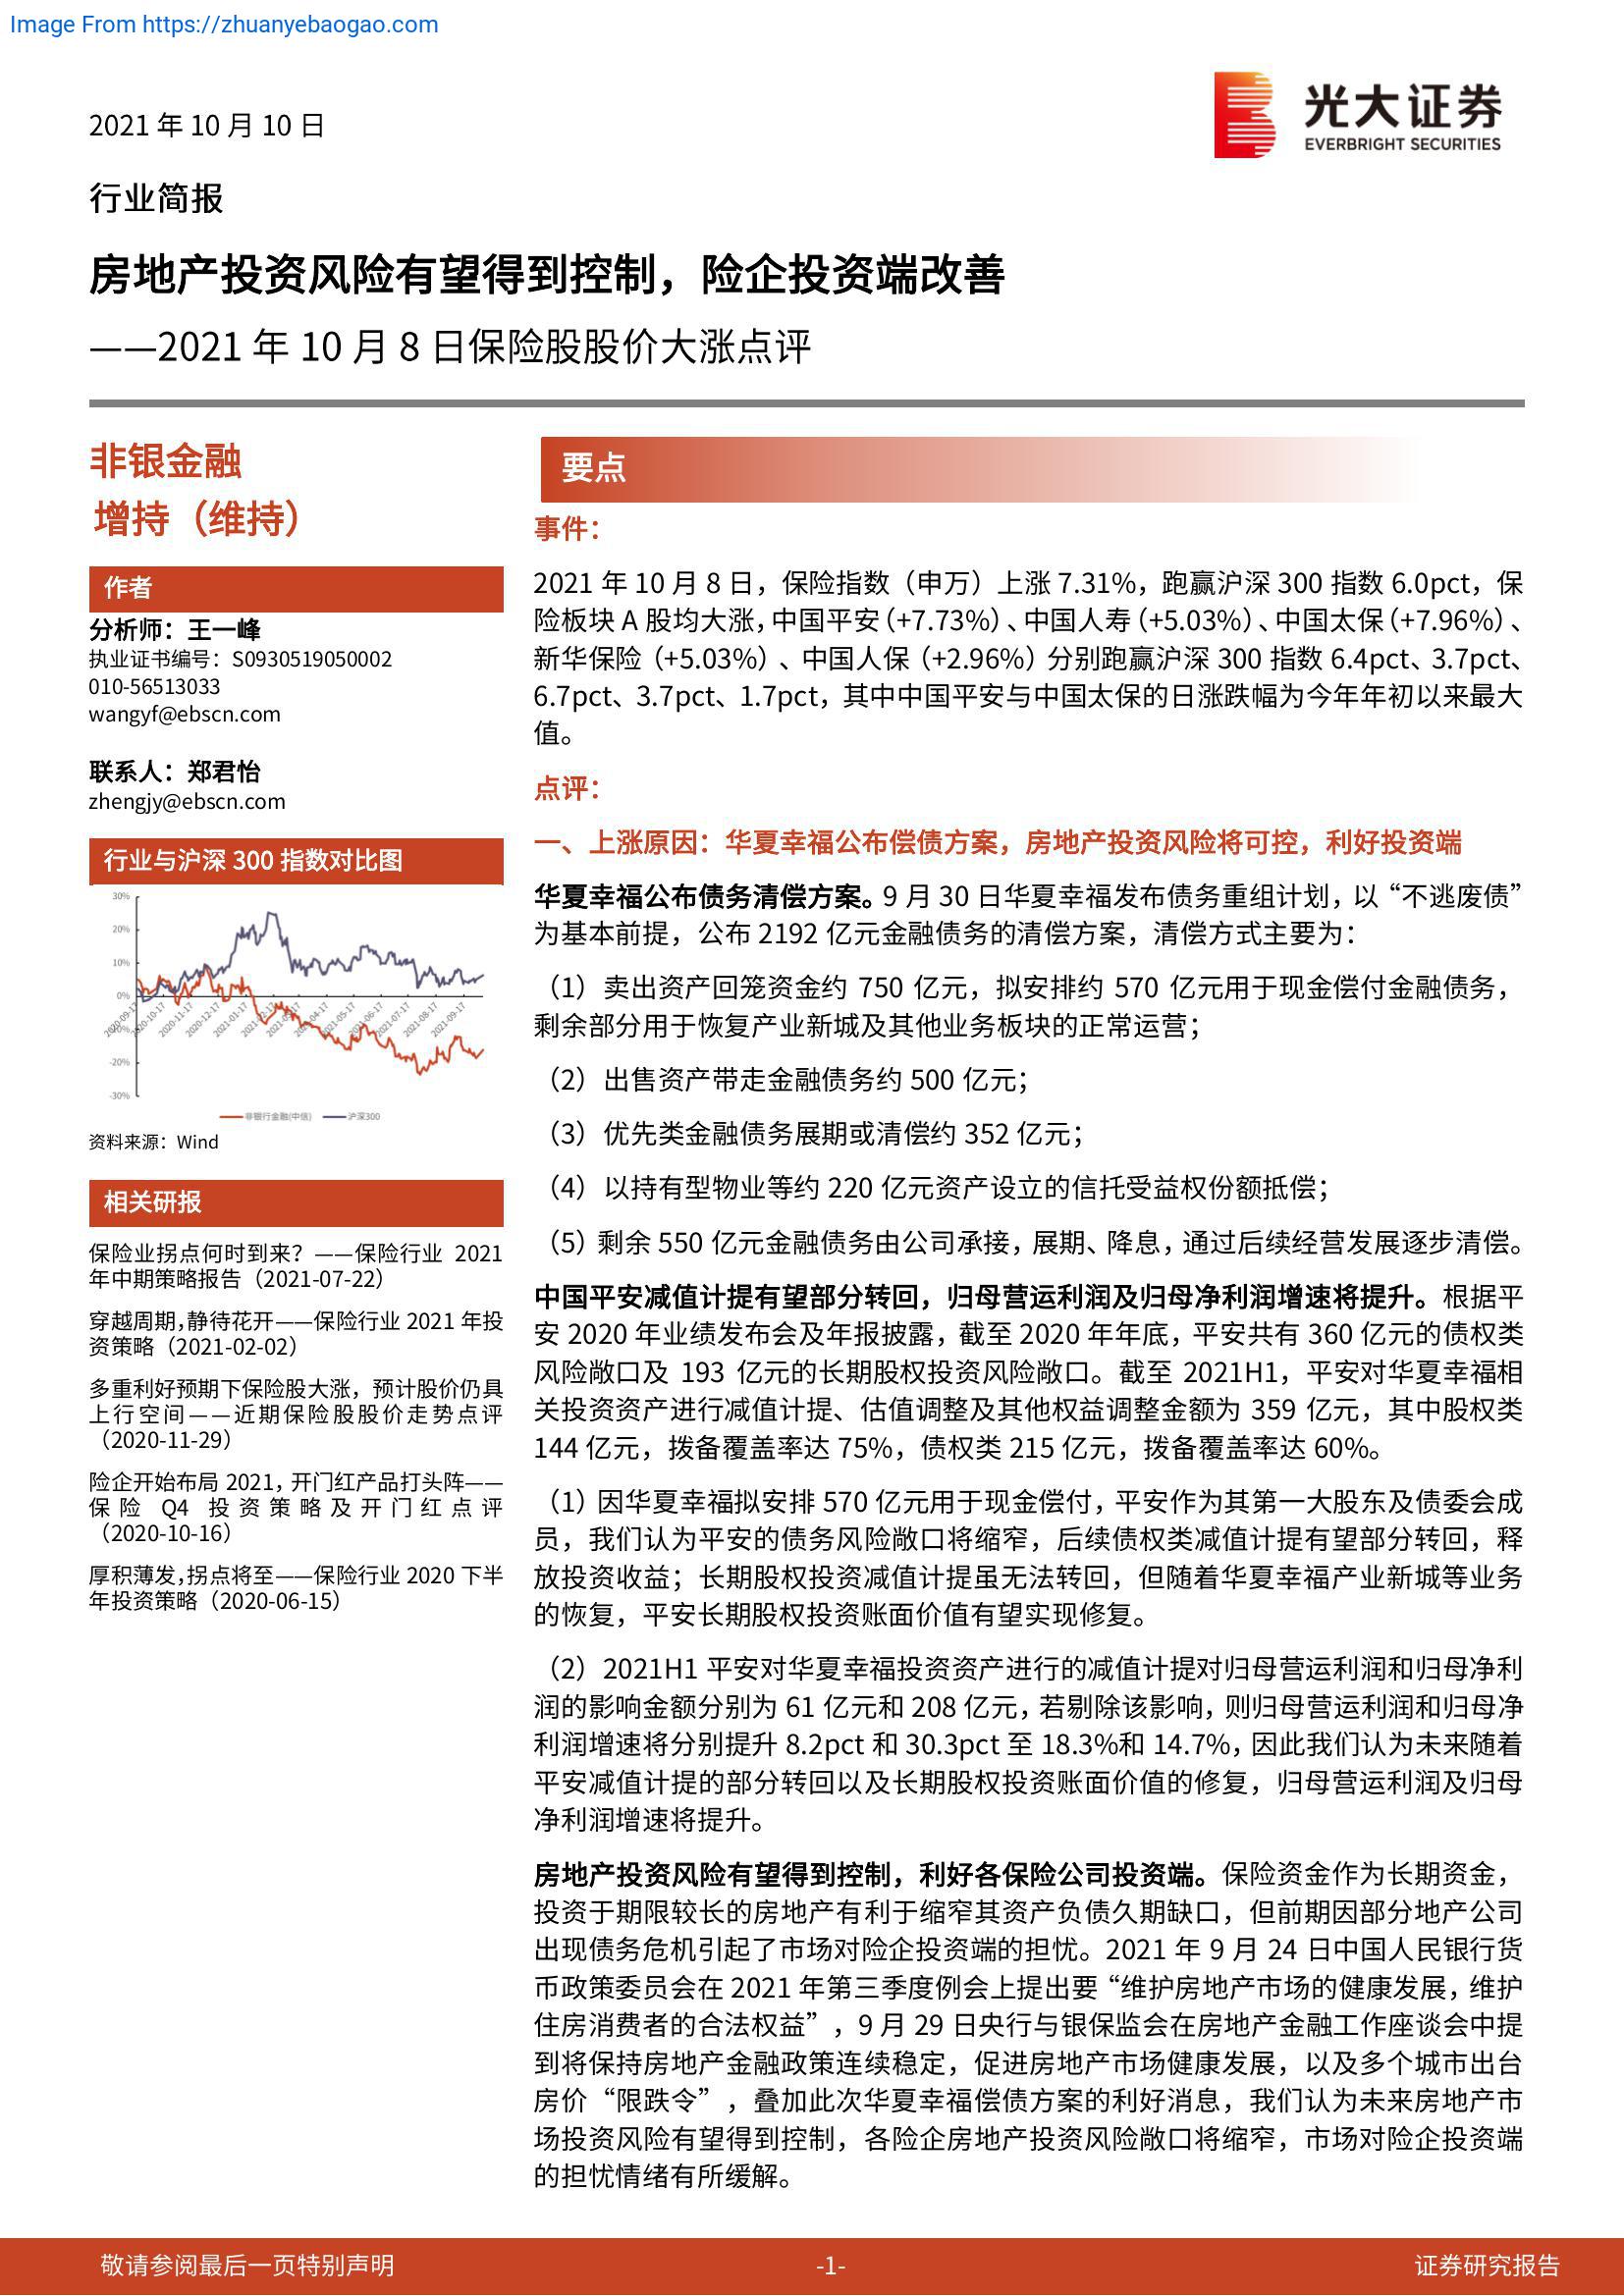 Image From https://zhuanyebaogao.com
2021 年 10 月 10 日
光大证券
EVERBRIGHT SECURITIES
行业简报
房地产投资风险有望得到控制，险企投资端改善
——2021 年 10 月 8 日保险股股价大涨点评
非银金融
增持（维持）
作者
分析师：王一峰
执业证书编号：S0930519050002
010-56513033
wangyf@ebscn.com
联系人：郑君怡
zhengjy@ebscn.com
行业与沪深 300 指数对比图
30%
20%
10%
0%
-10%
-20%
-30%
2020-09-17
2020-10-17
2020-11-17
2020-12-17
2021-01-17
2021-02-17
2021-03-17
2021-04-17
2021-05-17
2021-06-17
2021-07-17
2021-08-17
2021-09-17
非银行金融(中信)
沪深300
资料来源：Wind
相关研报
保险业拐点何时到来？——保险行业 2021
年中期策略报告（2021-07-22）
穿越周期，静待花开——保险行业 2021 年投
资策略（2021-02-02）
多重利好预期下保险股大涨，预计股价仍具
上行空间——近期保险股股价走势点评
（2020-11-29）
险企开始布局 2021，开门红产品打头阵——
保险 Q4 投资策略及开门红点评
（2020-10-16）
厚积薄发，拐点将至——保险行业 2020 下半
年投资策略（2020-06-15）
要点
事件：
2021 年 10 月 8 日，保险指数（申万）上涨 7.31%，跑赢沪深 300 指数 6.0pct，保
险板块 A 股均大涨，中国平安（+7.73%）、中国人寿（+5.03%）、中国太保（+7.96%）、
新华保险（+5.03%）、中国人保（+2.96%）分别跑赢沪深 300 指数 6.4pct、3.7pct、
6.7pct、3.7pct、1.7pct，其中中国平安与中国太保的日涨跌幅为今年年初以来最大
值。
点评：
一、上涨原因：华夏幸福公布偿债方案，房地产投资风险将可控，利好投资端
华夏幸福公布债务清偿方案。9 月 30 日华夏幸福发布债务重组计划，以“不逃废债”
为基本前提，公布 2192 亿元金融债务的清偿方案，清偿方式主要为：
（1）卖出资产回笼资金约 750 亿元，拟安排约 570 亿元用于现金偿付金融债务，
剩余部分用于恢复产业新城及其他业务板块的正常运营；
（2）出售资产带走金融债务约 500 亿元；
（3）优先类金融债务展期或清偿约 352 亿元；
（4）以持有型物业等约 220 亿元资产设立的信托受益权份额抵偿；
（5）剩余 550 亿元金融债务由公司承接，展期、降息，通过后续经营发展逐步清偿。
中国平安减值计提有望部分转回，归母营运利润及归母净利润增速将提升。根据平
安 2020 年业绩发布会及年报披露，截至 2020 年年底，平安共有 360 亿元的债权类
风险敞口及 193 亿元的长期股权投资风险敞口。截至 2021H1，平安对华夏幸福相
关投资资产进行减值计提、估值调整及其他权益调整金额为 359 亿元，其中股权类
144 亿元，拨备覆盖率达 75%，债权类 215 亿元，拨备覆盖率达 60%。
（1）因华夏幸福拟安排 570 亿元用于现金偿付，平安作为其第一大股东及债委会成
员，我们认为平安的债务风险敞口将缩窄，后续债权类减值计提有望部分转回，释
放投资收益；长期股权投资减值计提虽无法转回，但随着华夏幸福产业新城等业务
的恢复，平安长期股权投资账面价值有望实现修复。
（2）2021H1 平安对华夏幸福投资资产进行的减值计提对归母营运利润和归母净利
润的影响金额分别为 61 亿元和 208 亿元，若剔除该影响，则归母营运利润和归母净
利润增速将分别提升 8.2pct 和 30.3pct 至 18.3%和 14.7%，因此我们认为未来随着
平安减值计提的部分转回以及长期股权投资账面价值的修复，归母营运利润及归母
净利润增速将提升。
房地产投资风险有望得到控制，利好各保险公司投资端。保险资金作为长期资金，
投资于期限较长的房地产有利于缩窄其资产负债久期缺口，但前期因部分地产公司
出现债务危机引起了市场对险企投资端的担忧。2021 年 9 月 24 日中国人民银行货
币政策委员会在 2021 年第三季度例会上提出要“维护房地产市场的健康发展，维护
住房消费者的合法权益”，9 月 29 日央行与银保监会在房地产金融工作座谈会中提
到将保持房地产金融政策连续稳定，促进房地产市场健康发展，以及多个城市出台
房价“限跌令”，叠加此次华夏幸福偿债方案的利好消息，我们认为未来房地产市
场投资风险有望得到控制，各险企房地产投资风险敞口将缩窄，市场对险企投资端
的担忧情绪有所缓解。
敬请参阅最后一页特别声明
-1-
证券研究报告